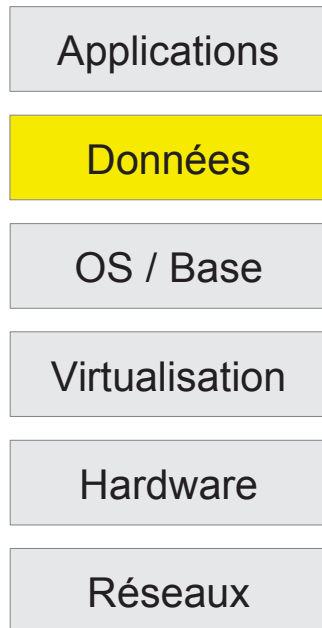 Applications
Données
OS / Base
Virtualisation
Hardware
Réseaux